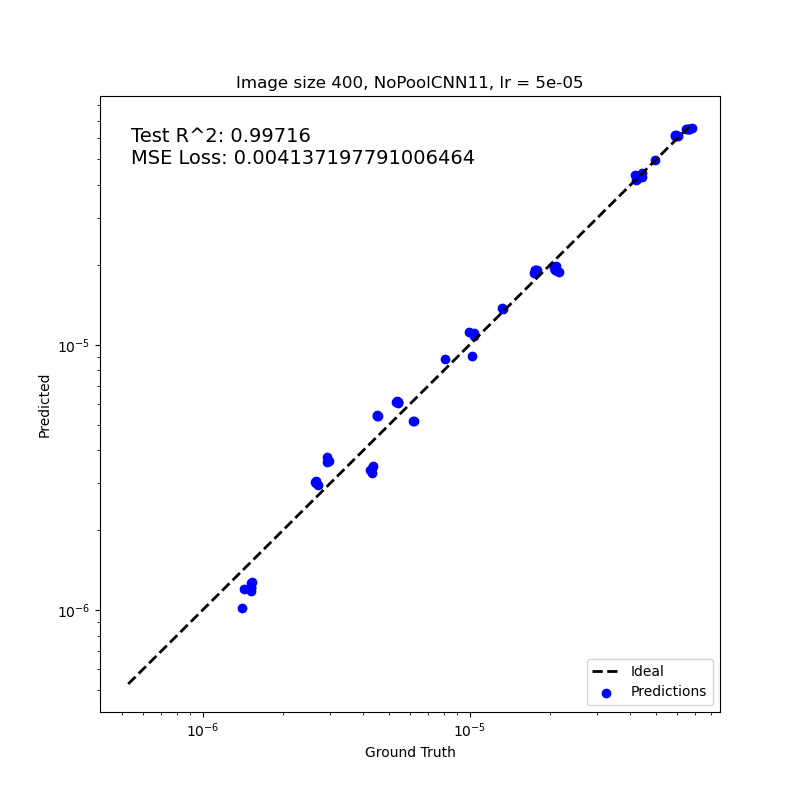 Image size 400, NoPoolCNN11, lr = 5e-05
Test R^2: 0.99716
MSE Loss: 0.004137197791006464
Predicted
10⁻⁵
10⁻⁶
Ideal
Predictions
10⁻⁶
10⁻⁵
Ground Truth